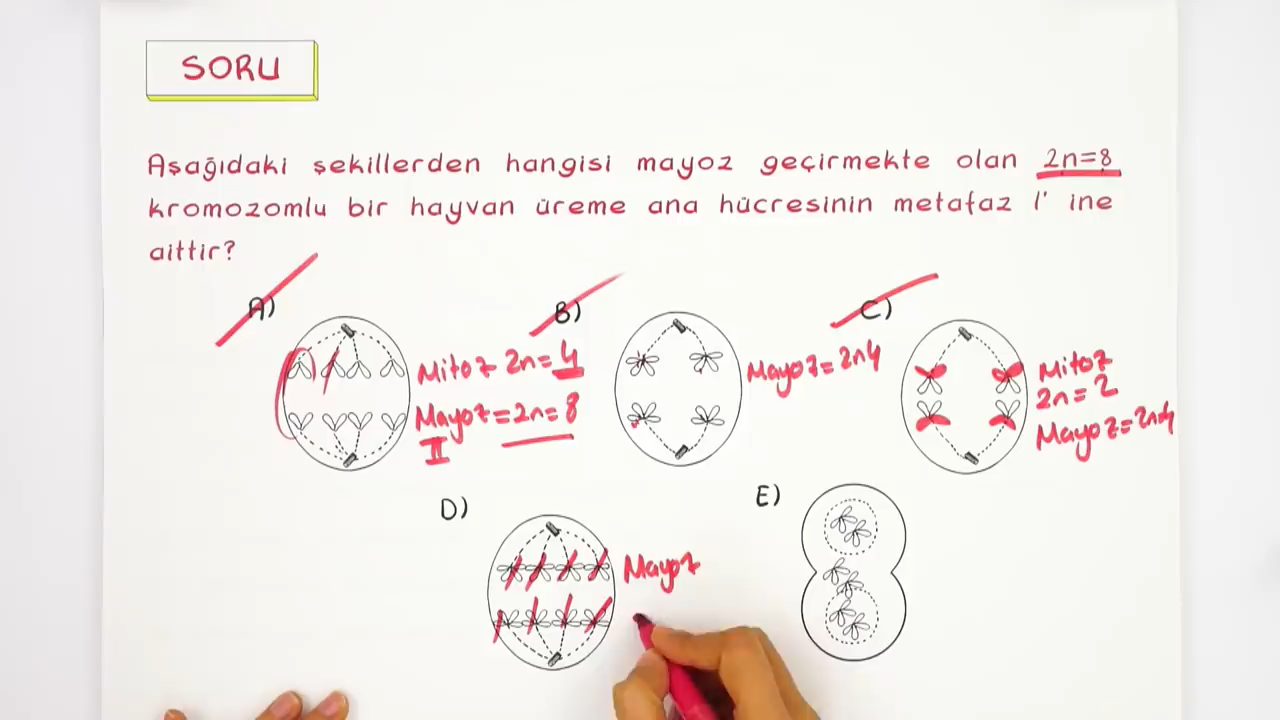 SORU
Aşağıdaki şekillerden hangisi mayoz geçirmekte olan 2n=8
kromozomlu bir hayvan üreme ana hücresinin metafaz I' ine
aittir?
A)
Mitoz 2n=4
Mayoz=2n=8
II
B)
Mayoz=2n4
C)
Mitoz
2n=2
Mayoz=2n4
D)
Mayoz
E)